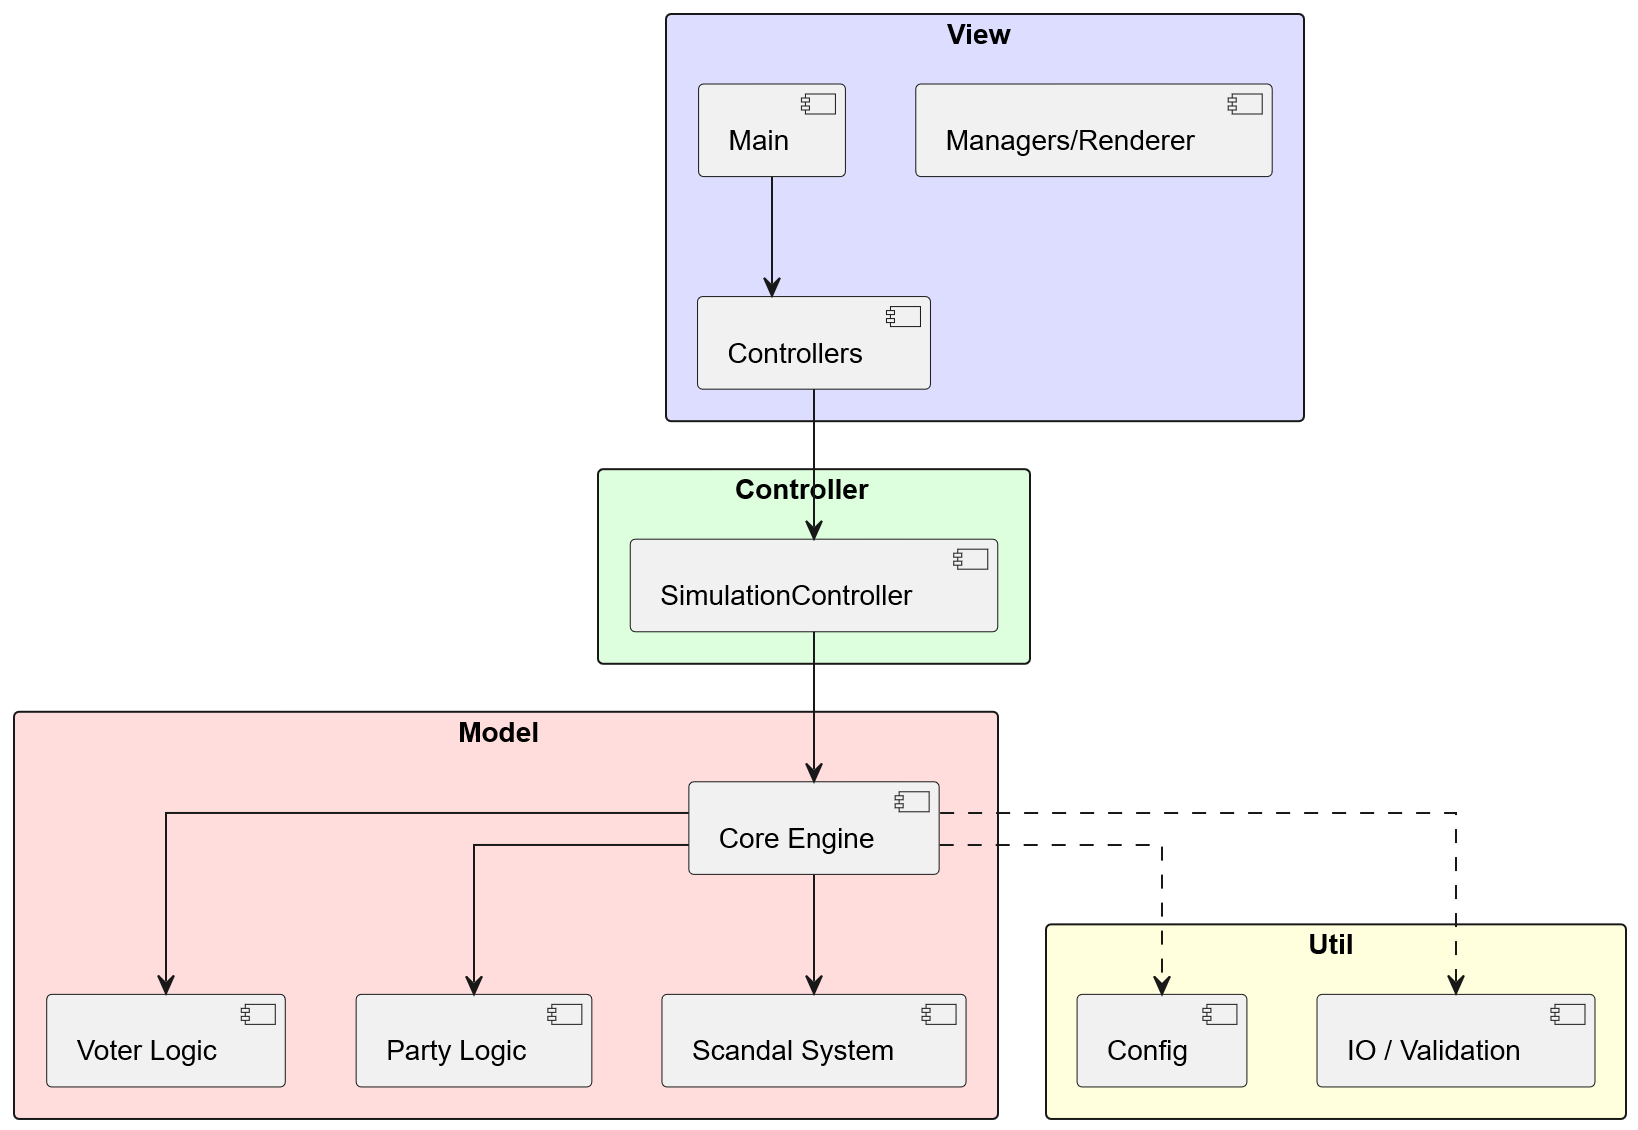 View
Main
Managers/Renderer
Controllers
Controller
SimulationController
Model
Core Engine
Util
Voter Logic
Party Logic
Scandal System
Config
IO / Validation